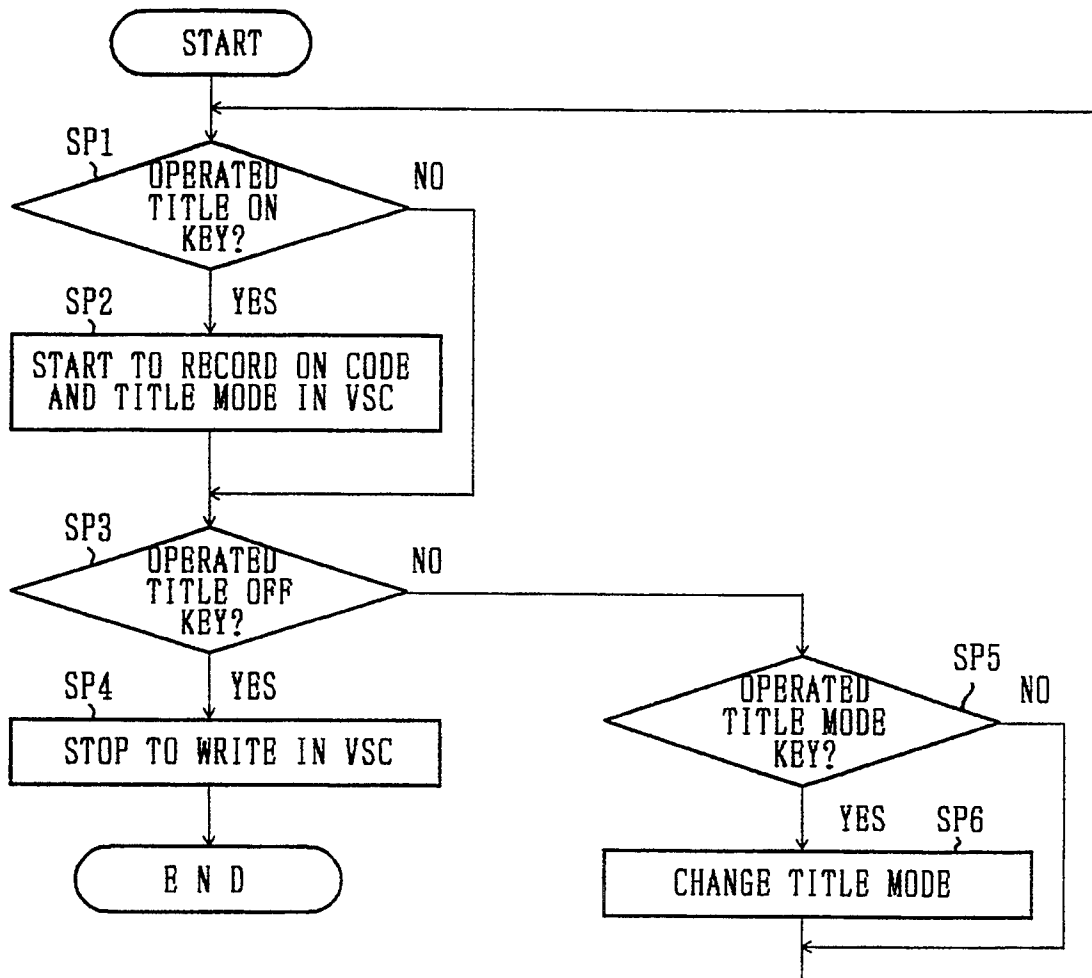 START
SP1
OPERATED
TITLE ON
KEY?
NO
YES
SP2
START TO RECORD ON CODE
AND TITLE MODE IN VSC
SP3
OPERATED
TITLE OFF
KEY?
NO
YES
SP4
STOP TO WRITE IN VSC
END
SP5
OPERATED
TITLE MODE
KEY?
NO
YES
SP6
CHANGE TITLE MODE